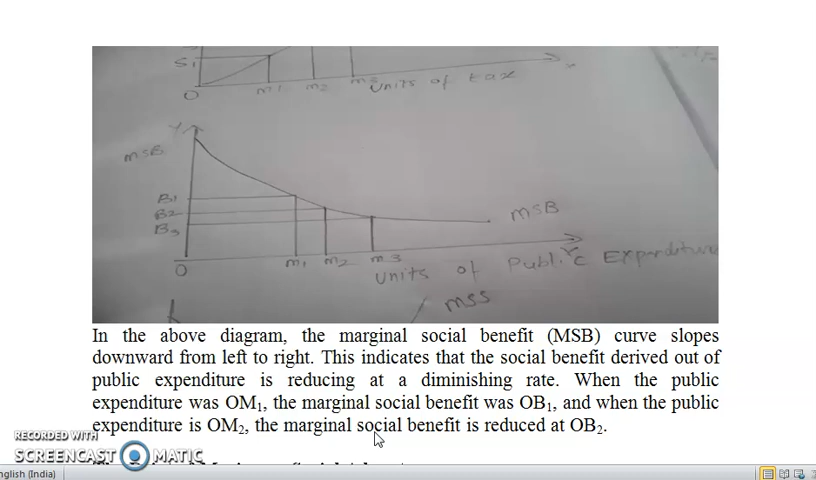 S1
O m1 m2 m3 units of tax x
Y
MSB
B1
B2
B3
MSB
O m1 m2 m3 X
units of Public Expenditure
MSS
In the above diagram, the marginal social benefit (MSB) curve slopes
downward from left to right. This indicates that the social benefit derived out of
public expenditure is reducing at a diminishing rate. When the public
expenditure was OM1, the marginal social benefit was OB1, and when the public
expenditure is OM2, the marginal social benefit is reduced at OB2.
RECORDED WITH
SCREENCAST MATIC
nglish (India)